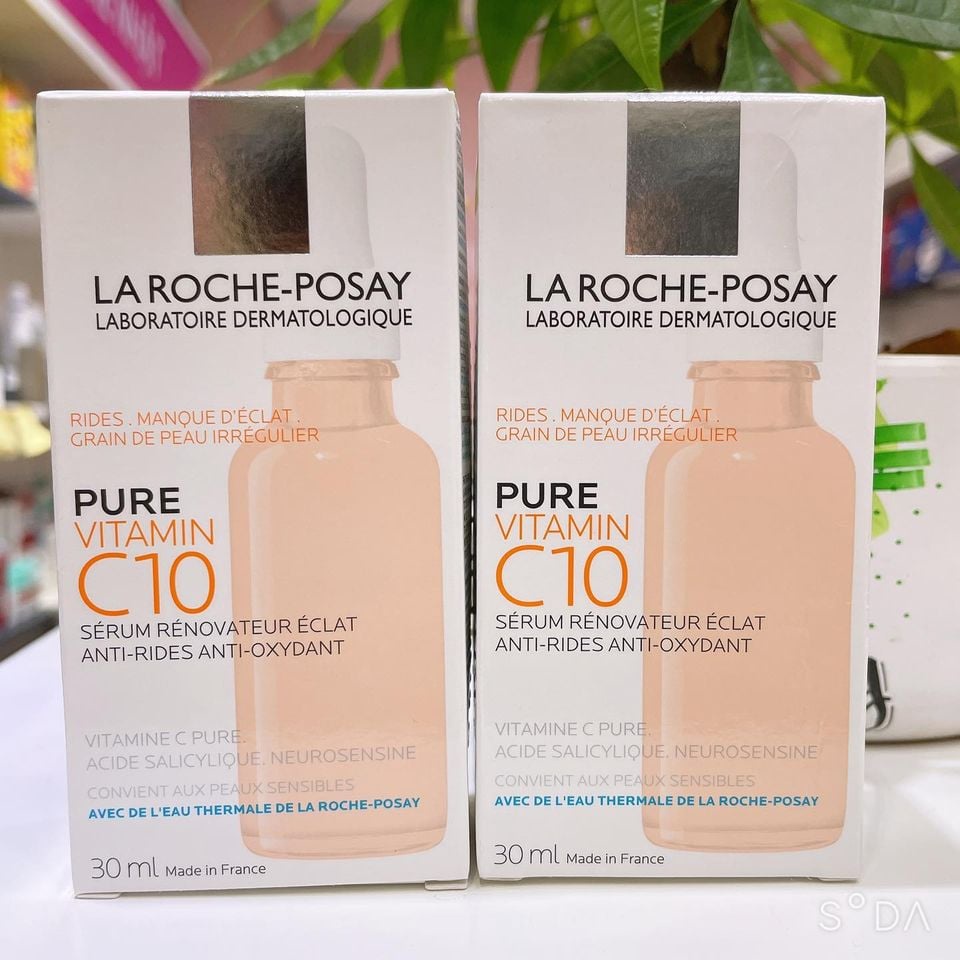 LA ROCHE-POSAY
LABORATOIRE DERMATOLOGIQUE
RIDES . MANQUE D'ÉCLAT .
GRAIN DE PEAU IRRÉGULIER
PURE
VITAMIN
C10
SÉRUM RÉNOVATEUR ÉCLAT
ANTI-RIDES ANTI-OXYDANT
VITAMINE C PURE.
ACIDE SALICYLIQUE. NEUROSENSINE
CONVIENT AUX PEAUX SENSIBLES
AVEC DE L'EAU THERMALE DE LA ROCHE-POSAY
30 ml Made in France
LA ROCHE-POSAY
LABORATOIRE DERMATOLOGIQUE
RIDES . MANQUE D'ÉCLAT .
GRAIN DE PEAU IRRÉGULIER
PURE
VITAMIN
C10
SÉRUM RÉNOVATEUR ÉCLAT
ANTI-RIDES ANTI-OXYDANT
VITAMINE C PURE.
ACIDE SALICYLIQUE. NEUROSENSINE
CONVIENT AUX PEAUX SENSIBLES
AVEC DE L'EAU THERMALE DE LA ROCHE-POSAY
30 ml Made in France
SODA